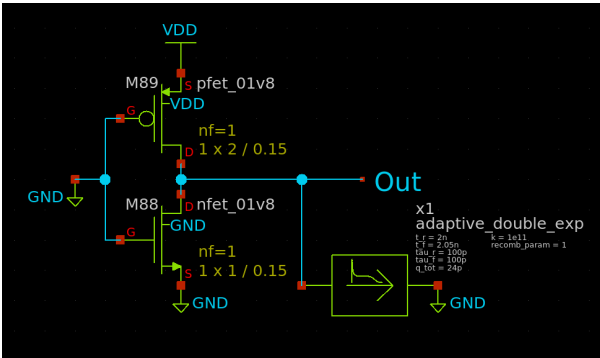 VDD
M89
S
pfet_01v8
G
VDD
nf=1
D
1 x 2 / 0.15
GND
Out
M88
D
nfet_01v8
GND
G
nf=1
S
1 x 1 / 0.15
GND
x1
adaptive_double_exp
t_r = 2n
k = 1e11
t_f = 2.05n
recomb_param = 1
tau_r = 100p
tau_f = 100p
q_tot = 24p
GND